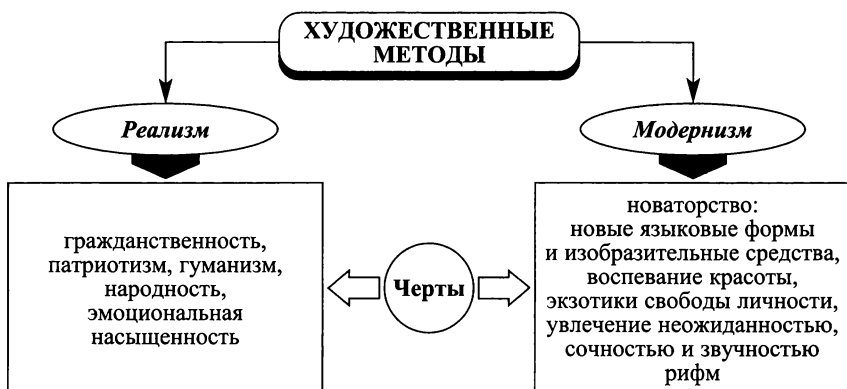 ХУДОЖЕСТВЕННЫЕ
МЕТОДЫ
Реализм
Модернизм
гражданственность,
патриотизм, гуманизм,
народность,
эмоциональная
насыщенность
Черты
новаторство:
новые языковые формы
и изобразительные средства,
воспевание красоты,
экзотики свободы личности,
увлечение неожиданностью,
сочностью и звучностью
рифм